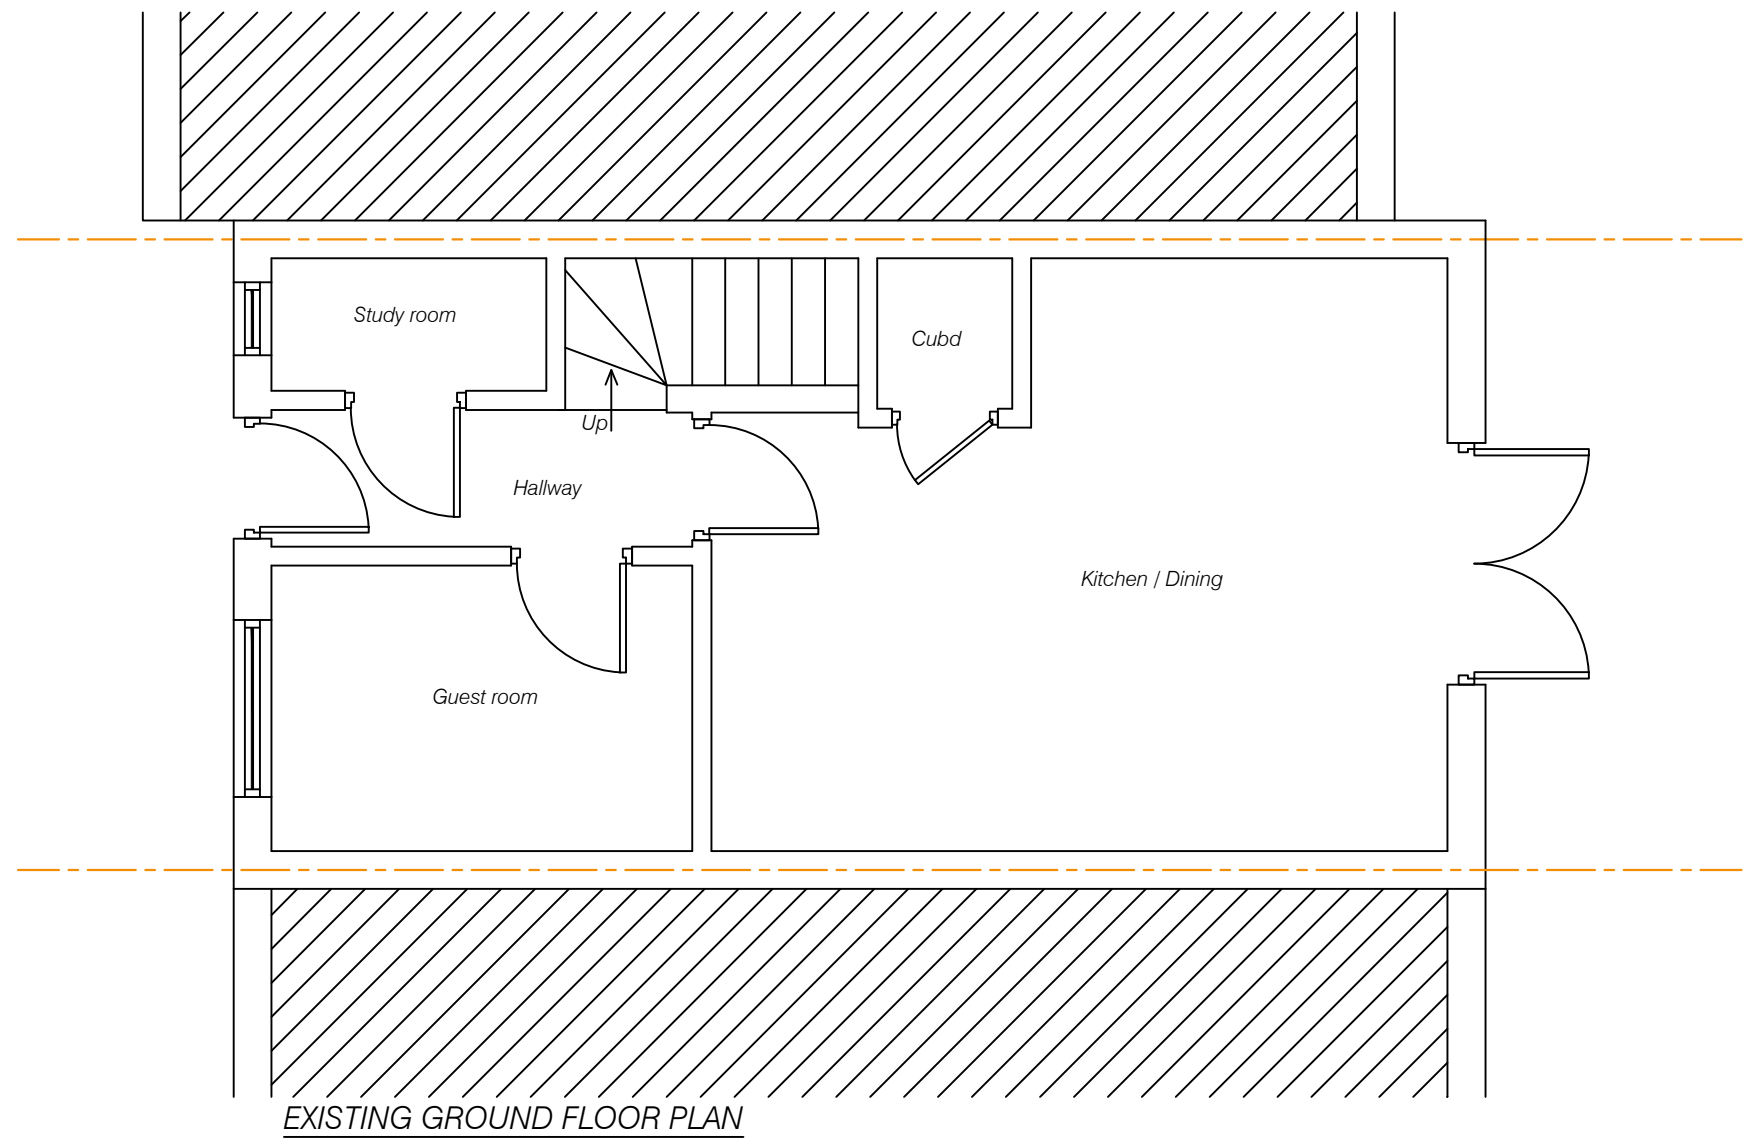 Study room
Cubd
Up
Hallway
Kitchen / Dining
Guest room
EXISTING GROUND FLOOR PLAN